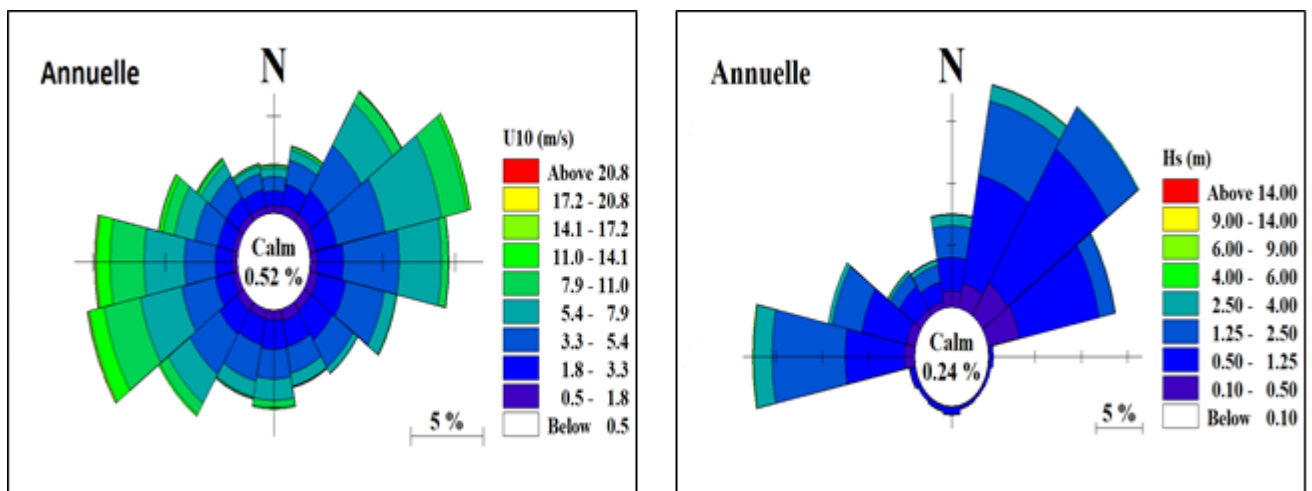 Annuelle
N
U10 (m/s)
Above 20.8
17.2 - 20.8
14.1 - 17.2
11.0 - 14.1
7.9 - 11.0
5.4 - 7.9
3.3 - 5.4
1.8 - 3.3
0.5 - 1.8
Below 0.5
Calm
0.52 %
5 %
Annuelle
N
Hs (m)
Above 14.00
9.00 - 14.00
6.00 - 9.00
4.00 - 6.00
2.50 - 4.00
1.25 - 2.50
0.50 - 1.25
0.10 - 0.50
Below 0.10
Calm
0.24 %
5 %